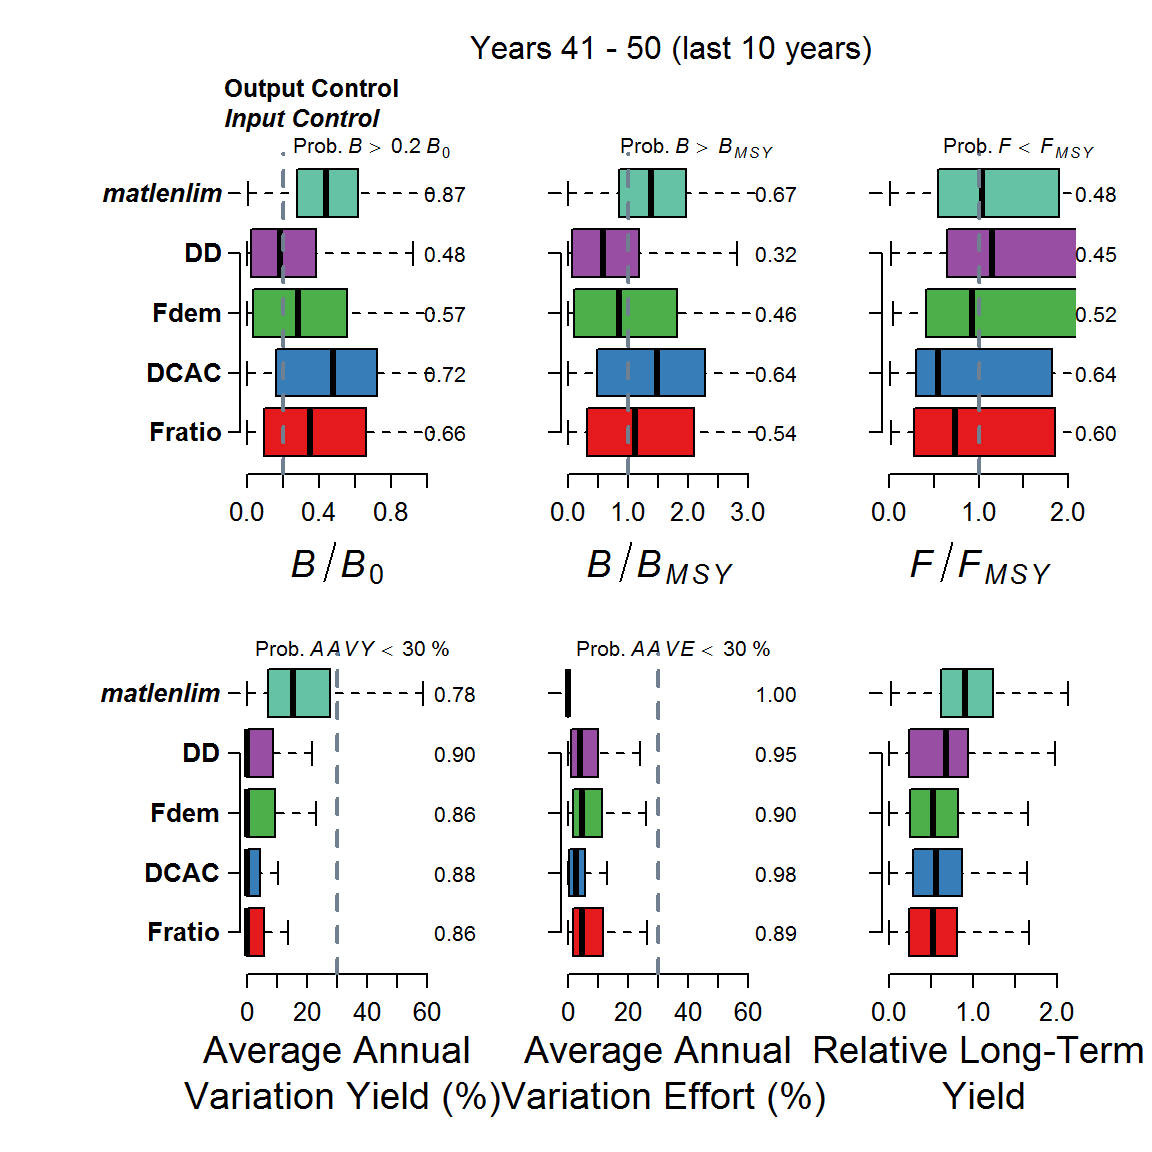 Years 41 - 50 (last 10 years)
Output Control
Input Control
Prob. B > 0.2 B0
Prob. B > BMSY
Prob. F < FMSY
matlenlim 0.87 0.67 0.48
DD 0.48 0.32 0.45
Fdem 0.57 0.46 0.52
DCAC 0.72 0.64 0.64
Fratio 0.66 0.54 0.60
0.0 0.4 0.8 0.0 1.0 2.0 3.0 0.0 1.0 2.0
B/B0 B/BMSY F/FMSY
Prob. AAVY < 30 % Prob. AAVE < 30 %
matlenlim 0.78 1.00
DD 0.90 0.95
Fdem 0.86 0.90
DCAC 0.88 0.98
Fratio 0.86 0.89
0 20 40 60 0 20 40 60 0.0 1.0 2.0
Average Annual
Variation Yield (%)
Average Annual
Variation Effort (%)
Relative Long-Term
Yield